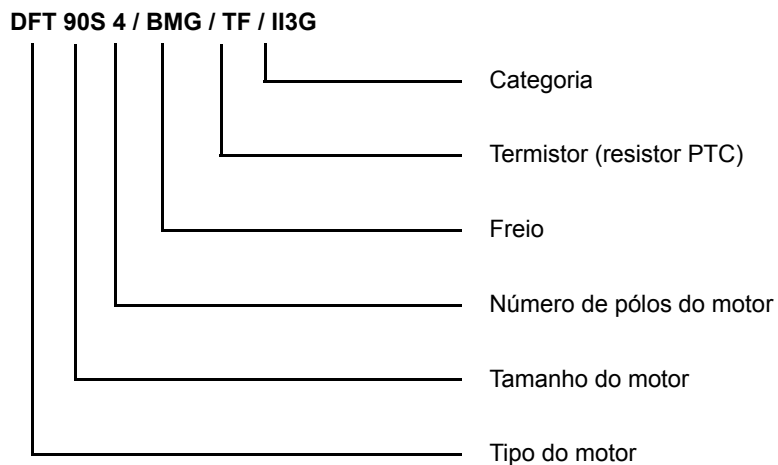 DFT 90S 4 / BMG / TF / II3G
Categoria
Termistor (resistor PTC)
Freio
Número de pólos do motor
Tamanho do motor
Tipo do motor